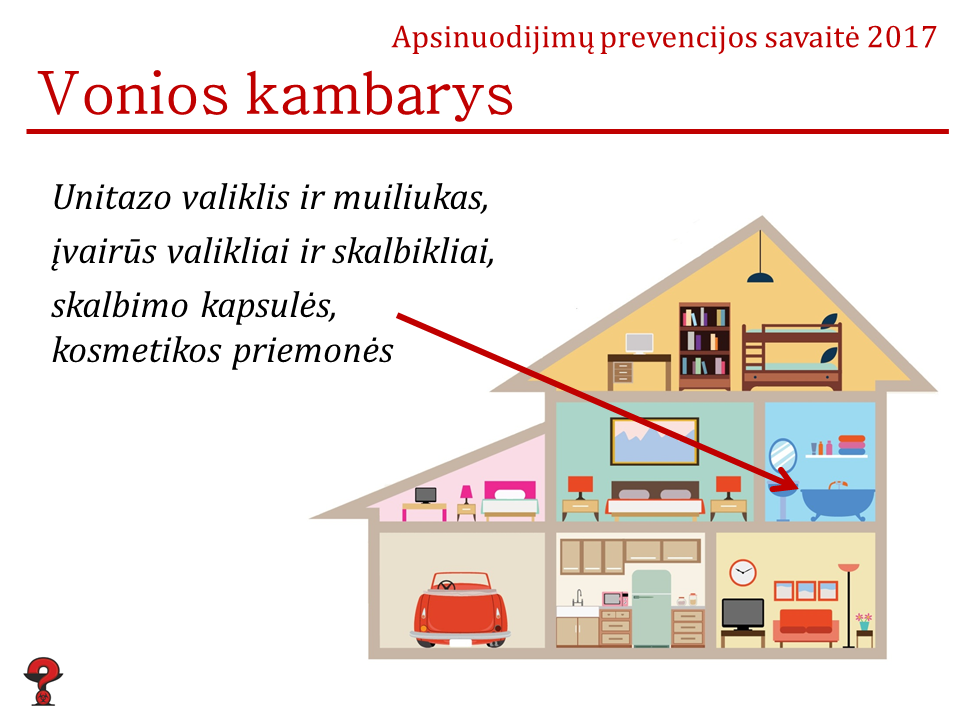 Apsinuodijimų prevencijos savaitė 2017
Vonios kambarys
Unitazo valiklis ir muiliukas,
įvairūs valikliai ir skalbikliai,
skalbimo kapsulės,
kosmetikos priemonės